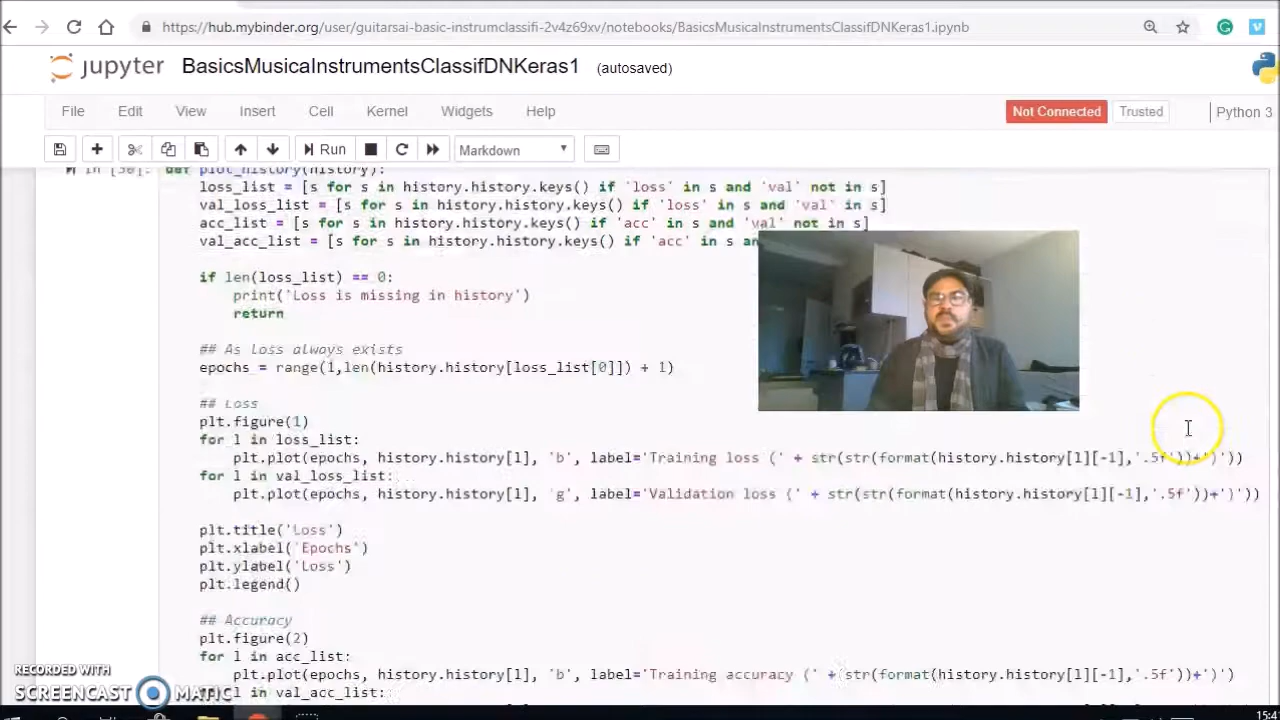 https://hub.mybinder.org/user/guitarsai-basic-instrumclassifi-2v4z69xv/notebooks/BasicsMusicalInstrumentsClassifDNKeras1.ipynb
jupyter BasicsMusicalInstrumentsClassifDNKeras1 (autosaved)
File Edit View Insert Cell Kernel Widgets Help Not Connected Trusted Python 3
Run Markdown
In [50]: def plot_history(history):
loss_list = [s for s in history.history.keys() if 'loss' in s and 'val' not in s]
val_loss_list = [s for s in history.history.keys() if 'loss' in s and 'val' in s]
acc_list = [s for s in history.history.keys() if 'acc' in s and 'val' not in s]
val_acc_list = [s for s in history.history.keys() if 'acc' in s an
if len(loss_list) == 0:
print('Loss is missing in history')
return
## As loss always exists
epochs = range(1,len(history.history[loss_list[0]]) + 1)
## Loss
plt.figure(1)
for l in loss_list:
plt.plot(epochs, history.history[l], 'b', label='Training loss (' + str(str(format(history.history[l][-1],'.5f'))+')'))
for l in val_loss_list:
plt.plot(epochs, history.history[l], 'g', label='Validation loss (' + str(str(format(history.history[l][-1],'.5f'))+')'))
plt.title('Loss')
plt.xlabel('Epochs')
plt.ylabel('Loss')
plt.legend()
## Accuracy
plt.figure(2)
for l in acc_list:
plt.plot(epochs, history.history[l], 'b', label='Training accuracy (' + str(format(history.history[l][-1],'.5f'))+')')
for l in val_acc_list:
RECORDED WITH
SCREENCAST MATIC